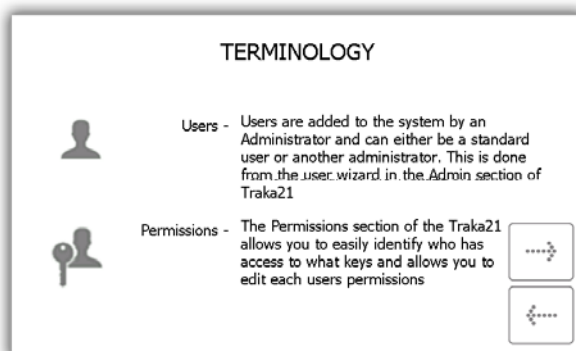 TERMINOLOGY
Users - Users are added to the system by an
Administrator and can either be a standard
user or another administrator. This is done
from the user wizard in the Admin section of
Traka21
Permissions - The Permissions section of the Traka21
allows you to easily identify who has
access to what keys and allows you to
edit each users permissions